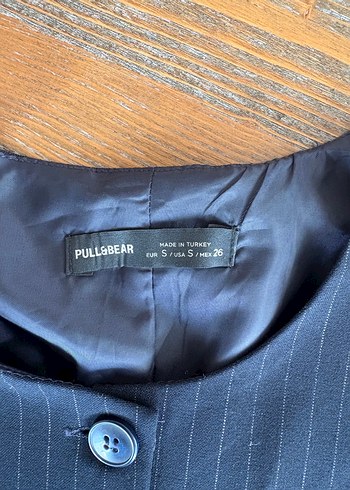 PULL&BEAR
MADE IN TURKEY
EUR S / USA S / MEX 26